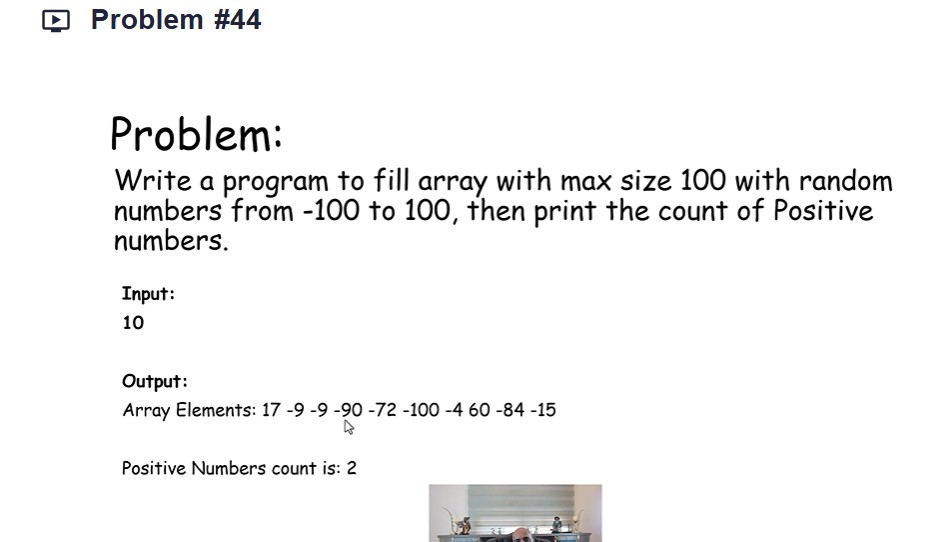 Problem #44
Problem:
Write a program to fill array with max size 100 with random
numbers from -100 to 100, then print the count of Positive
numbers.
Input:
10
Output:
Array Elements: 17 -9 -9 -90 -72 -100 -4 60 -84 -15
Positive Numbers count is: 2